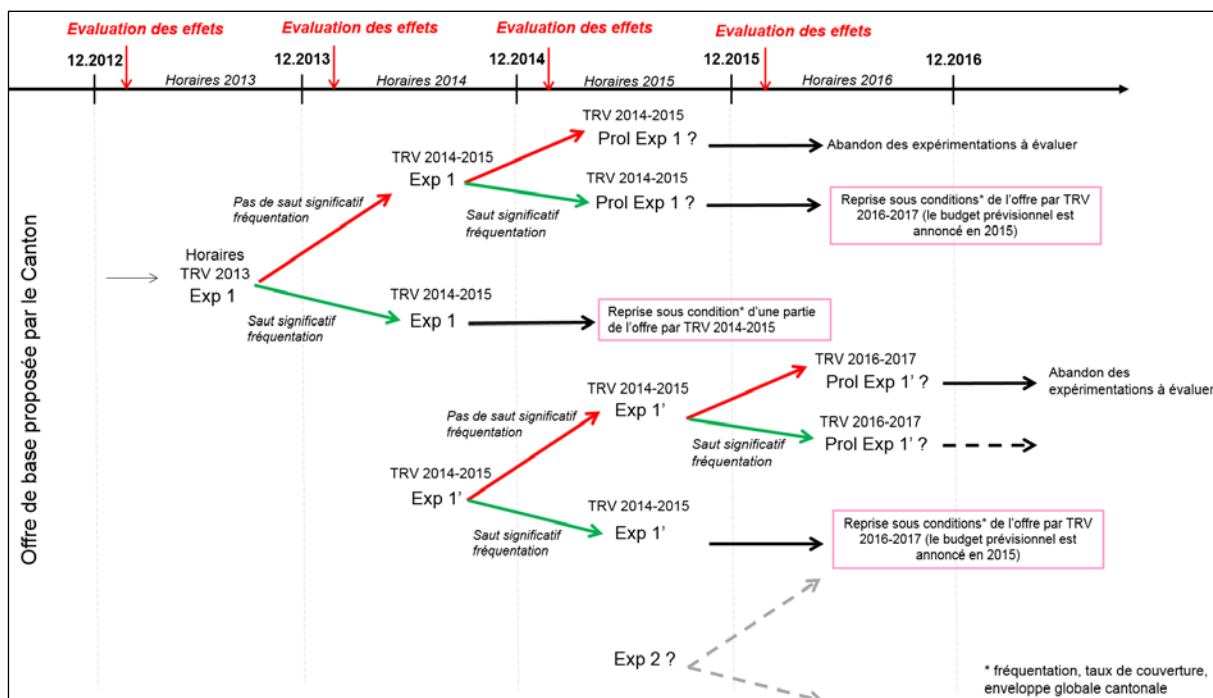 Evaluation des effets
Evaluation des effets
Evaluation des effets
Evaluation des effets
12.2012
Horaires 2013
12.2013
Horaires 2014
12.2014
Horaires 2015
12.2015
Horaires 2016
12.2016
Offre de base proposée par le Canton
Horaires
TRV 2013
Exp 1
Pas de saut significatif
fréquentation
Saut significatif
fréquentation
TRV 2014-2015
Exp 1
Saut significatif
fréquentation
TRV 2014-2015
Prol Exp 1 ?
Abandon des expérimentations à évaluer
TRV 2014-2015
Prol Exp 1 ?
Reprise sous conditions* de l'offre par TRV
2016-2017 (le budget prévisionnel est
annoncé en 2015)
TRV 2014-2015
Exp 1
Reprise sous condition* d'une partie
de l'offre par TRV 2014-2015
TRV 2014-2015
Exp 1'
Pas de saut significatif
fréquentation
Saut significatif
fréquentation
TRV 2014-2015
Exp 1'
Saut significatif
fréquentation
TRV 2016-2017
Prol Exp 1' ?
Abandon des
expérimentations à évaluer
TRV 2016-2017
Prol Exp 1' ?
TRV 2014-2015
Exp 1'
Reprise sous conditions* de l'offre par TRV
2016-2017 (le budget prévisionnel est
annoncé en 2015)
Exp 2 ?
* fréquentation, taux de couverture,
enveloppe globale cantonale